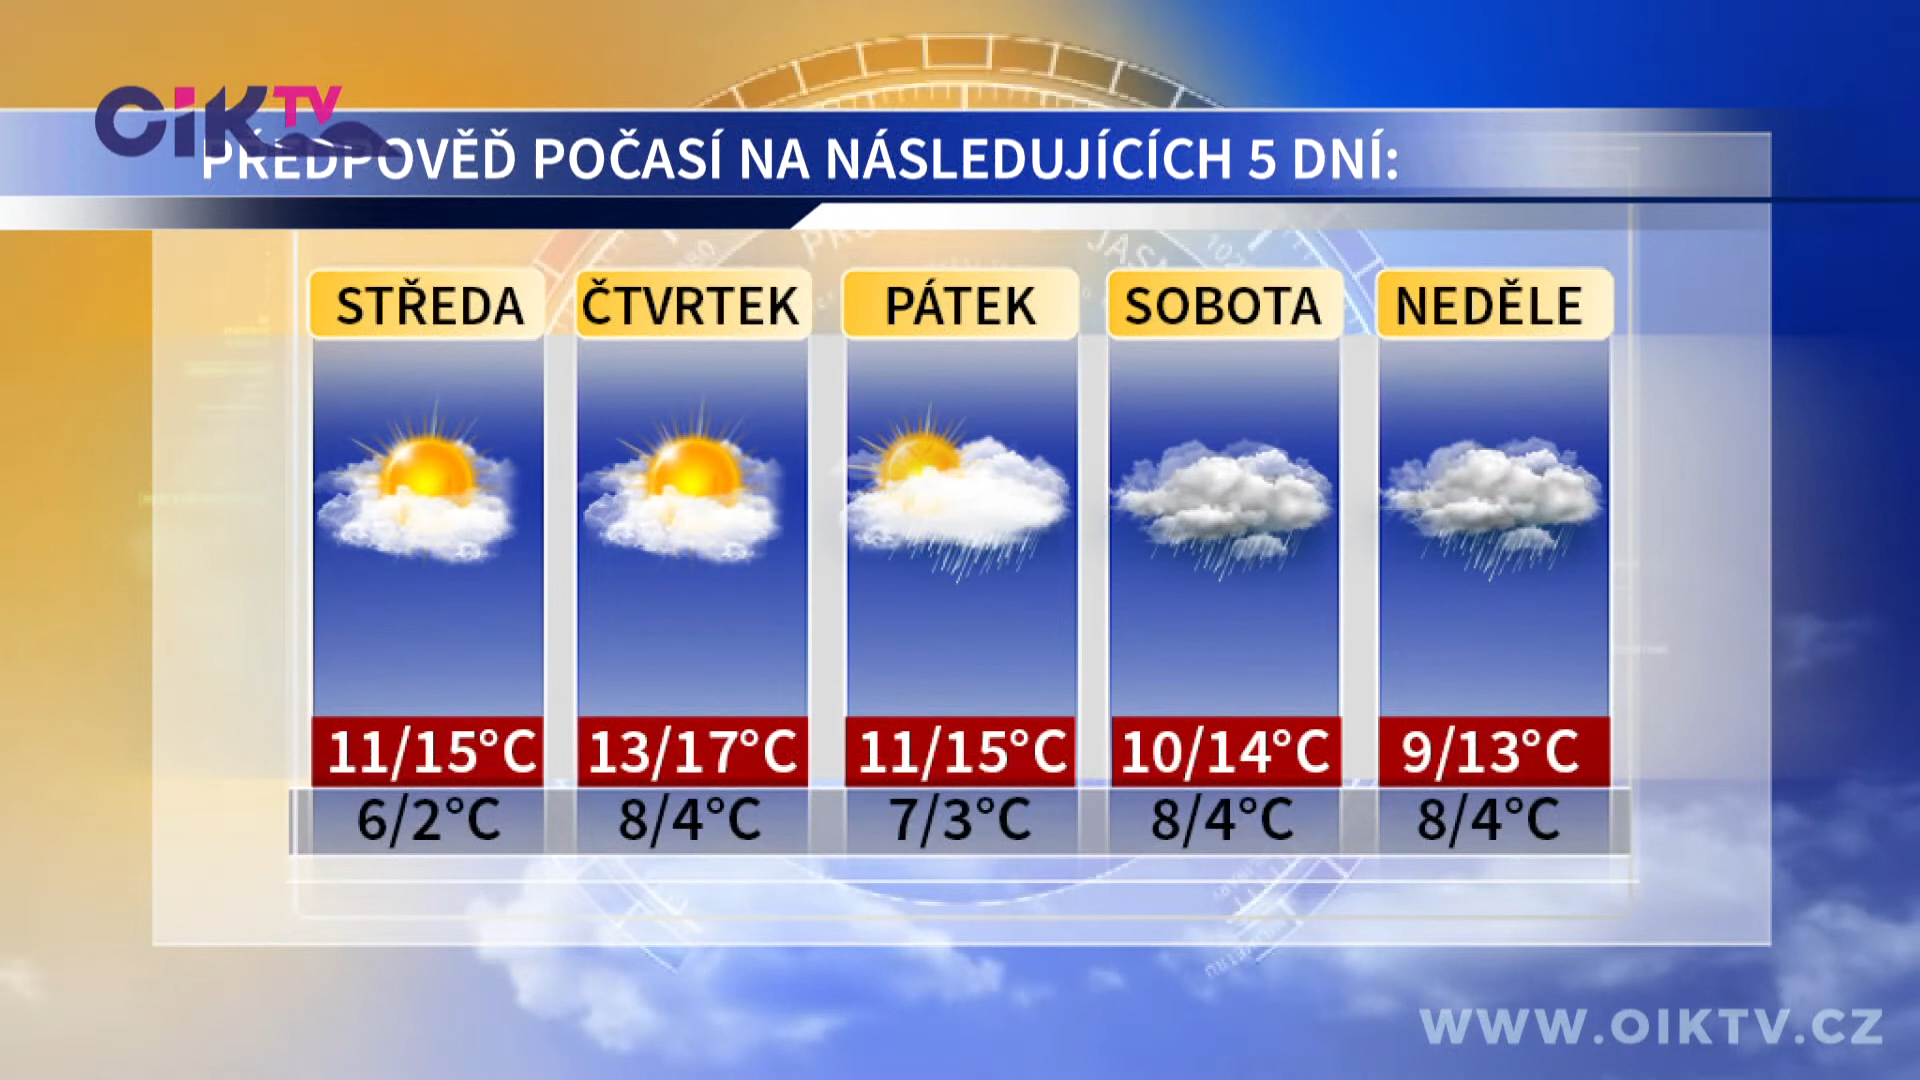 OIK TV
PŘEDPOVĚĎ POČASÍ NA NÁSLEDUJÍCÍCH 5 DNÍ:
STŘEDA ČTVRTEK PÁTEK SOBOTA NEDĚLE
11/15°C 13/17°C 11/15°C 10/14°C 9/13°C
6/2°C 8/4°C 7/3°C 8/4°C 8/4°C
WWW.OIKTV.CZ